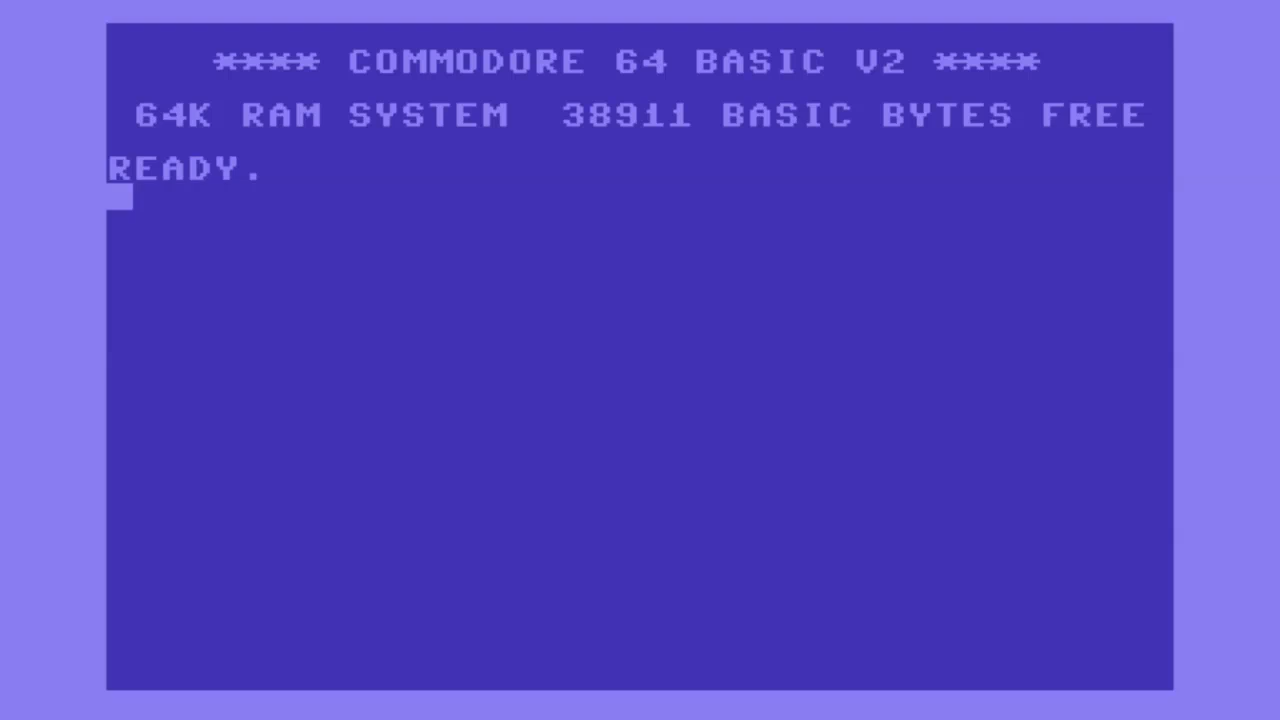 **** COMMODORE 64 BASIC V2 ****
64K RAM SYSTEM  38911 BASIC BYTES FREE
READY.